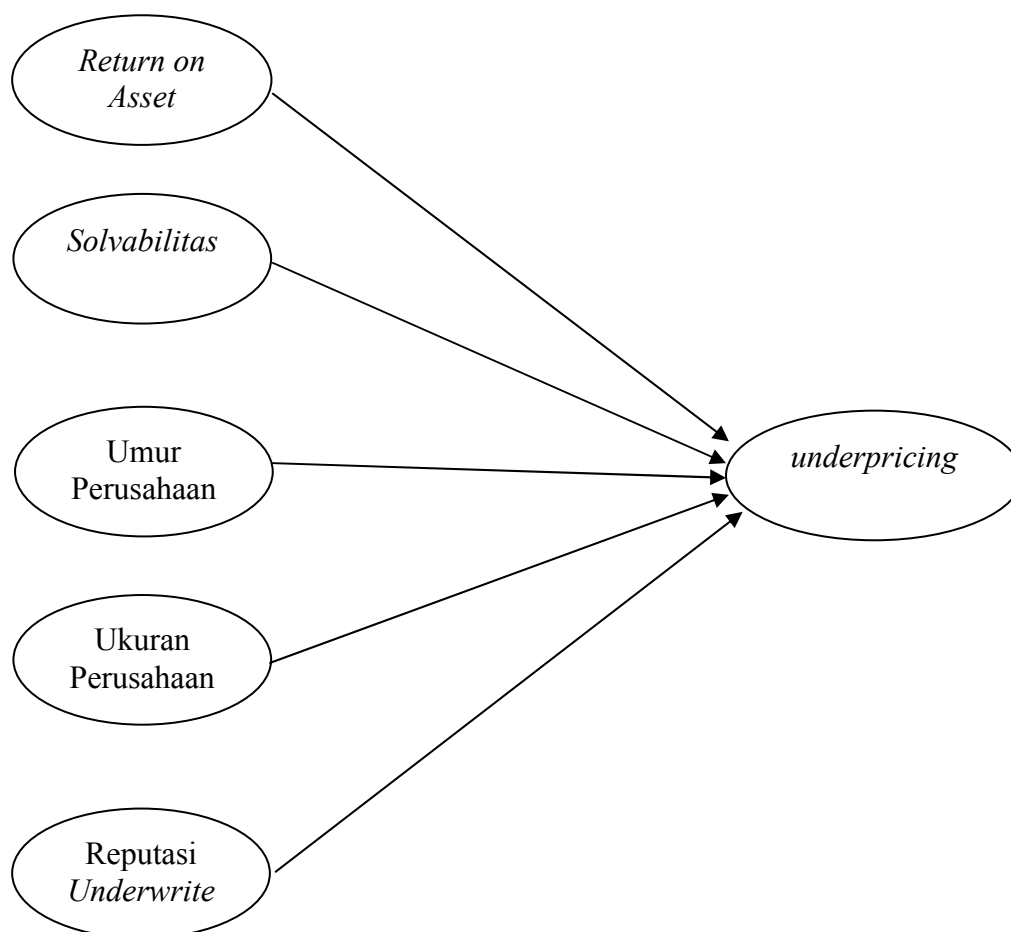 Return on
Asset
Solvabilitas
Umur
Perusahaan
underpricing
Ukuran
Perusahaan
Reputasi
Underwrite